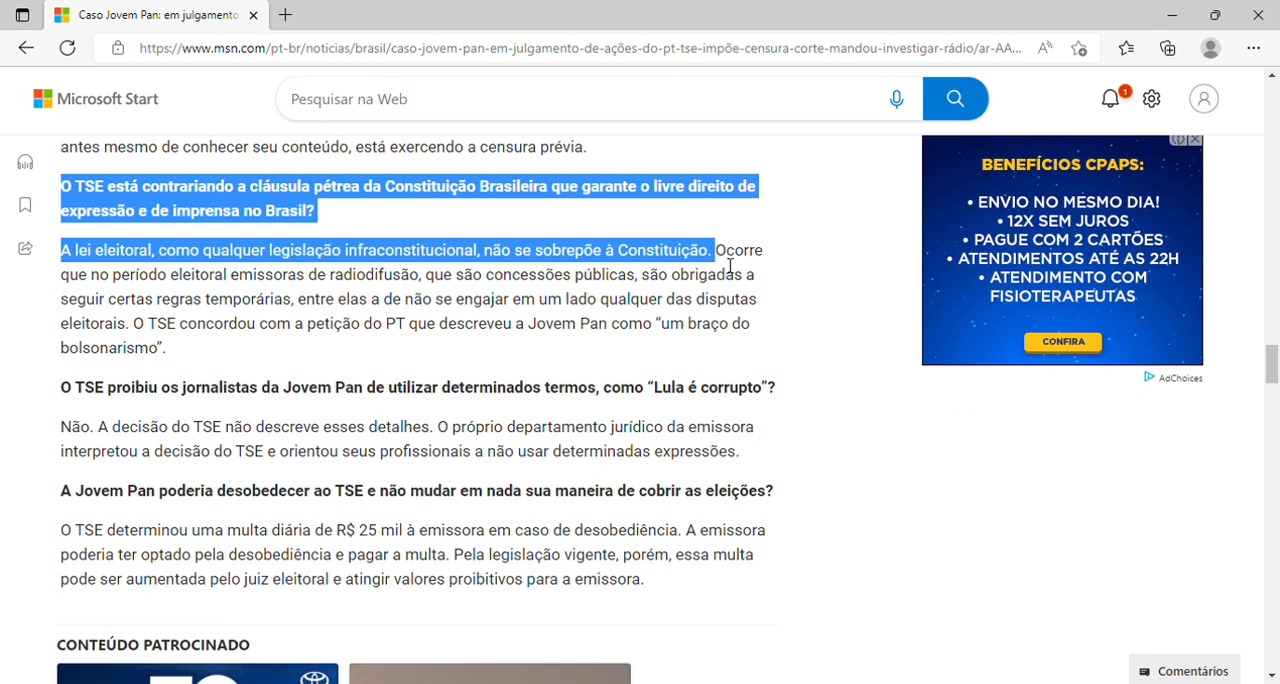 Caso Jovem Pan: em julgamento
https://www.msn.com/pt-br/noticias/brasil/caso-jovem-pan-em-julgamento-de-ações-do-pt-tse-impõe-censura-corte-mandou-investigar-rádio/ar-AA...
Microsoft Start
Pesquisar na Web
1
antes mesmo de conhecer seu conteúdo, está exercendo a censura prévia.
O TSE está contrariando a cláusula pétrea da Constituição Brasileira que garante o livre direito de
expressão e de imprensa no Brasil?
A lei eleitoral, como qualquer legislação infraconstitucional, não se sobrepõe à Constituição. Ocorre
que no período eleitoral emissoras de radiodifusão, que são concessões públicas, são obrigadas a
seguir certas regras temporárias, entre elas a de não se engajar em um lado qualquer das disputas
eleitorais. O TSE concordou com a petição do PT que descreveu a Jovem Pan como “um braço do
bolsonarismo”.
O TSE proibiu os jornalistas da Jovem Pan de utilizar determinados termos, como “Lula é corrupto”?
Não. A decisão do TSE não descreve esses detalhes. O próprio departamento jurídico da emissora
interpretou a decisão do TSE e orientou seus profissionais a não usar determinadas expressões.
A Jovem Pan poderia desobedecer ao TSE e não mudar em nada sua maneira de cobrir as eleições?
O TSE determinou uma multa diária de R$ 25 mil à emissora em caso de desobediência. A emissora
poderia ter optado pela desobediência e pagar a multa. Pela legislação vigente, porém, essa multa
pode ser aumentada pelo juiz eleitoral e atingir valores proibitivos para a emissora.
CONTEÚDO PATROCINADO
BENEFÍCIOS CPAPS:
• ENVIO NO MESMO DIA!
• 12X SEM JUROS
• PAGUE COM 2 CARTÕES
• ATENDIMENTOS ATÉ AS 22H
• ATENDIMENTO COM
FISIOTERAPEUTAS
CONFIRA
AdChoices
Comentários